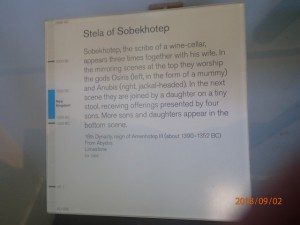 Stela of Sobekhotep
Sobekhotep, the scribe of a wine-cellar,
appears three times together with his wife. In
the mirroring scenes at the top they worship
the gods Osiris (left, in the form of a mummy)
and Anubis (right, jackal-headed). In the next
scene they are joined by a daughter on a tiny
stool, receiving offerings presented by four
sons. More sons and daughters appear in the
bottom scene.
18th Dynasty, reign of Amenhotep III (about 1390-1352 BC)
From Abydos
Limestone
New
Kingdom
2018/09/02